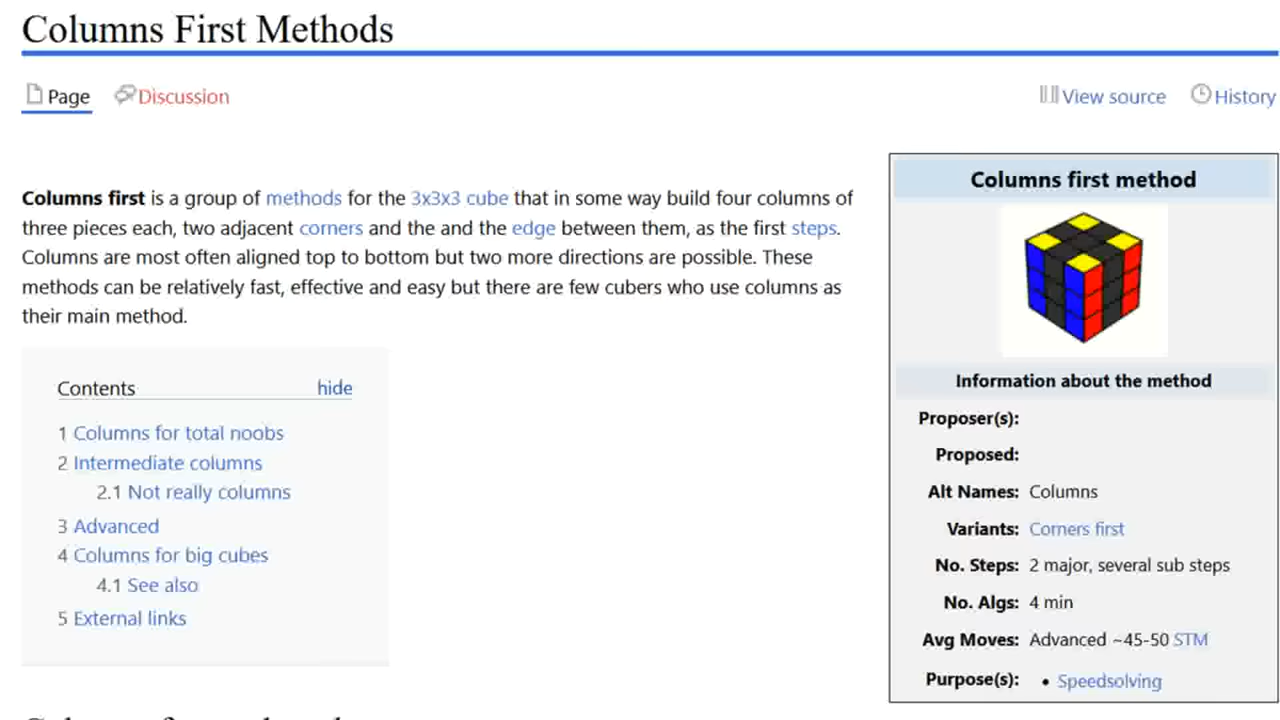 Columns First Methods
Page
Discussion
View source
History
Columns first is a group of methods for the 3x3x3 cube that in some way build four columns of
three pieces each, two adjacent corners and the and the edge between them, as the first steps.
Columns are most often aligned top to bottom but two more directions are possible. These
methods can be relatively fast, effective and easy but there are few cubers who use columns as
their main method.
Contents hide
1 Columns for total noobs
2 Intermediate columns
2.1 Not really columns
3 Advanced
4 Columns for big cubes
4.1 See also
5 External links
Columns first method
Information about the method
Proposer(s):
Proposed:
Alt Names: Columns
Variants: Corners first
No. Steps: 2 major, several sub steps
No. Algs: 4 min
Avg Moves: Advanced ~45-50 STM
Purpose(s): • Speedsolving